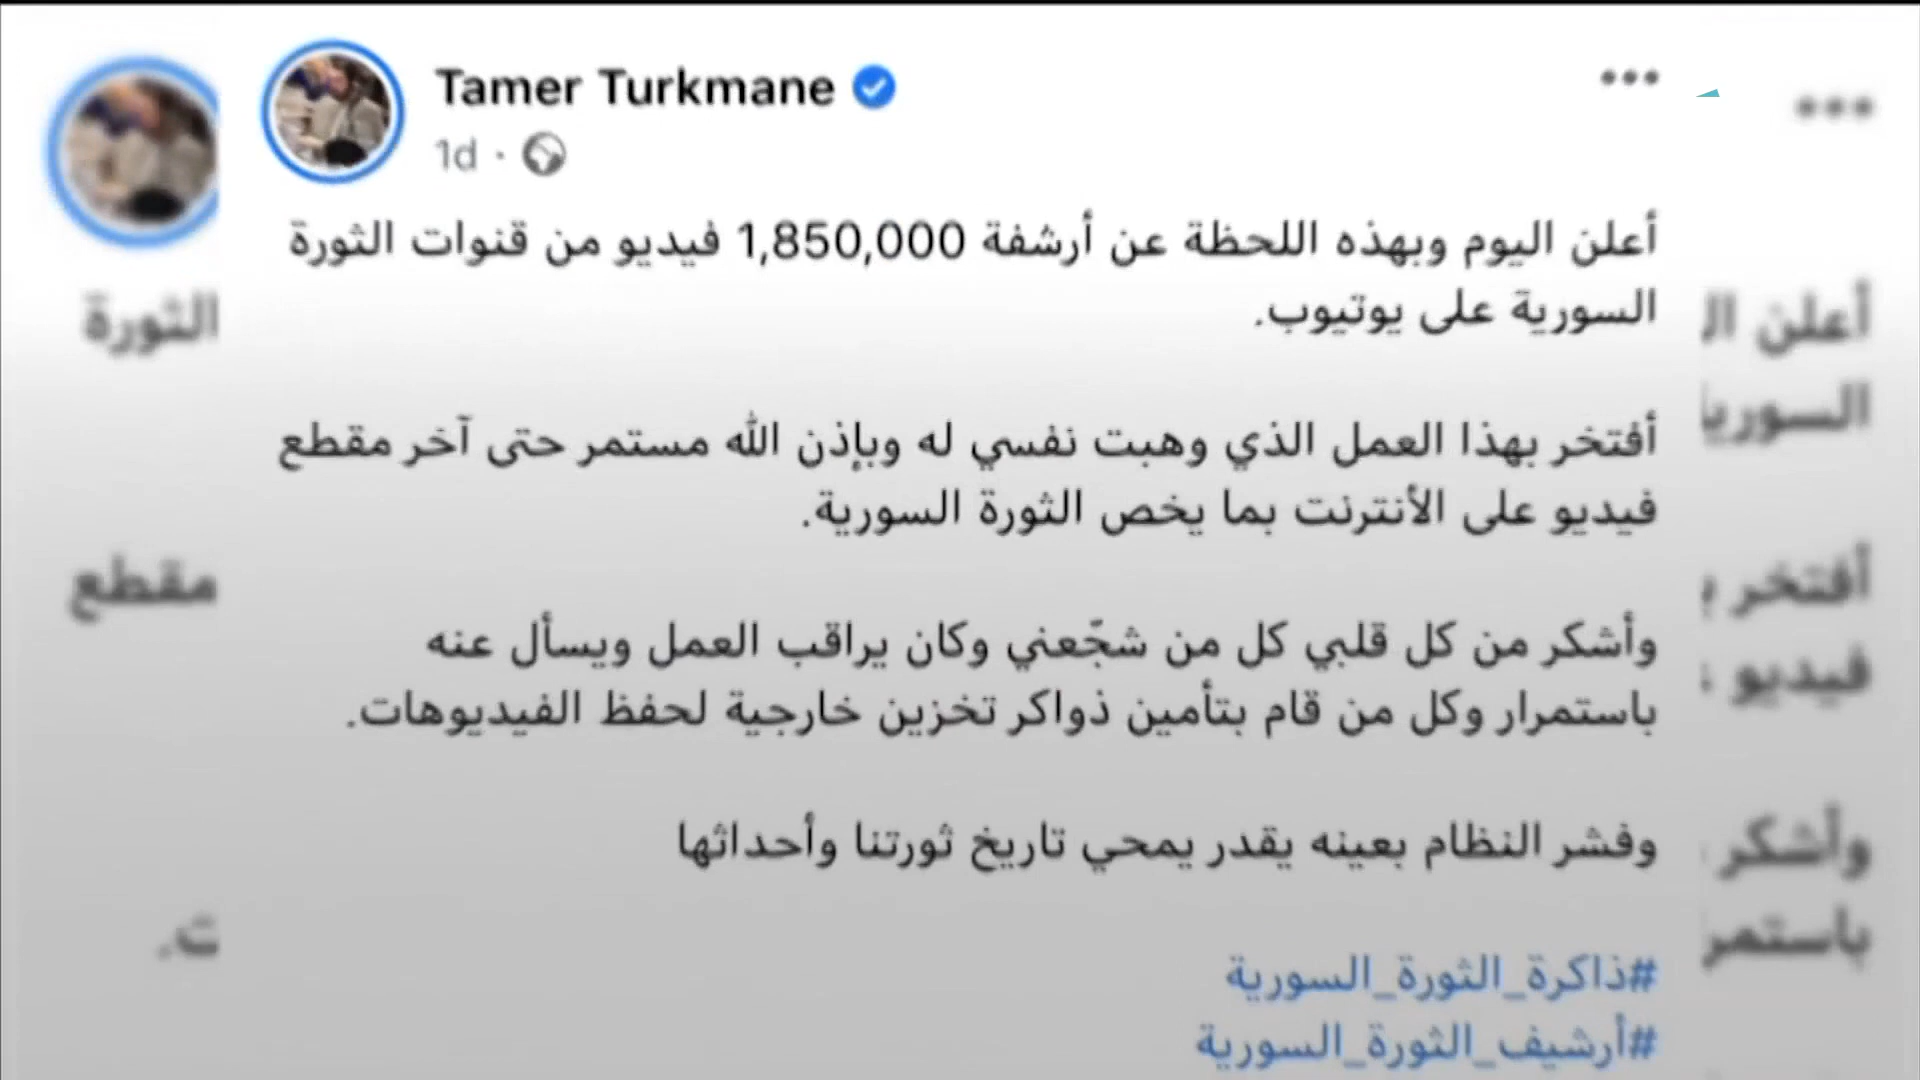 Tamer Turkmane
1d ·
أعلن اليوم وبهذه اللحظة عن أرشفة 1,850,000 فيديو من قنوات الثورة
السورية على يوتيوب.
أفتخر بهذا العمل الذي وهبت نفسي له وبإذن الله مستمر حتى آخر مقطع
فيديو على الأنترنت بما يخص الثورة السورية.
وأشكر من كل قلبي كل من شجّعني وكان يراقب العمل ويسأل عنه
باستمرار وكل من قام بتأمين ذواكر تخزين خارجية لحفظ الفيديوهات.
وفشر النظام بعينه يقدر يمحي تاريخ ثورتنا وأحداثها
#ذاكرة_الثورة_السورية
#أرشيف_الثورة_السورية